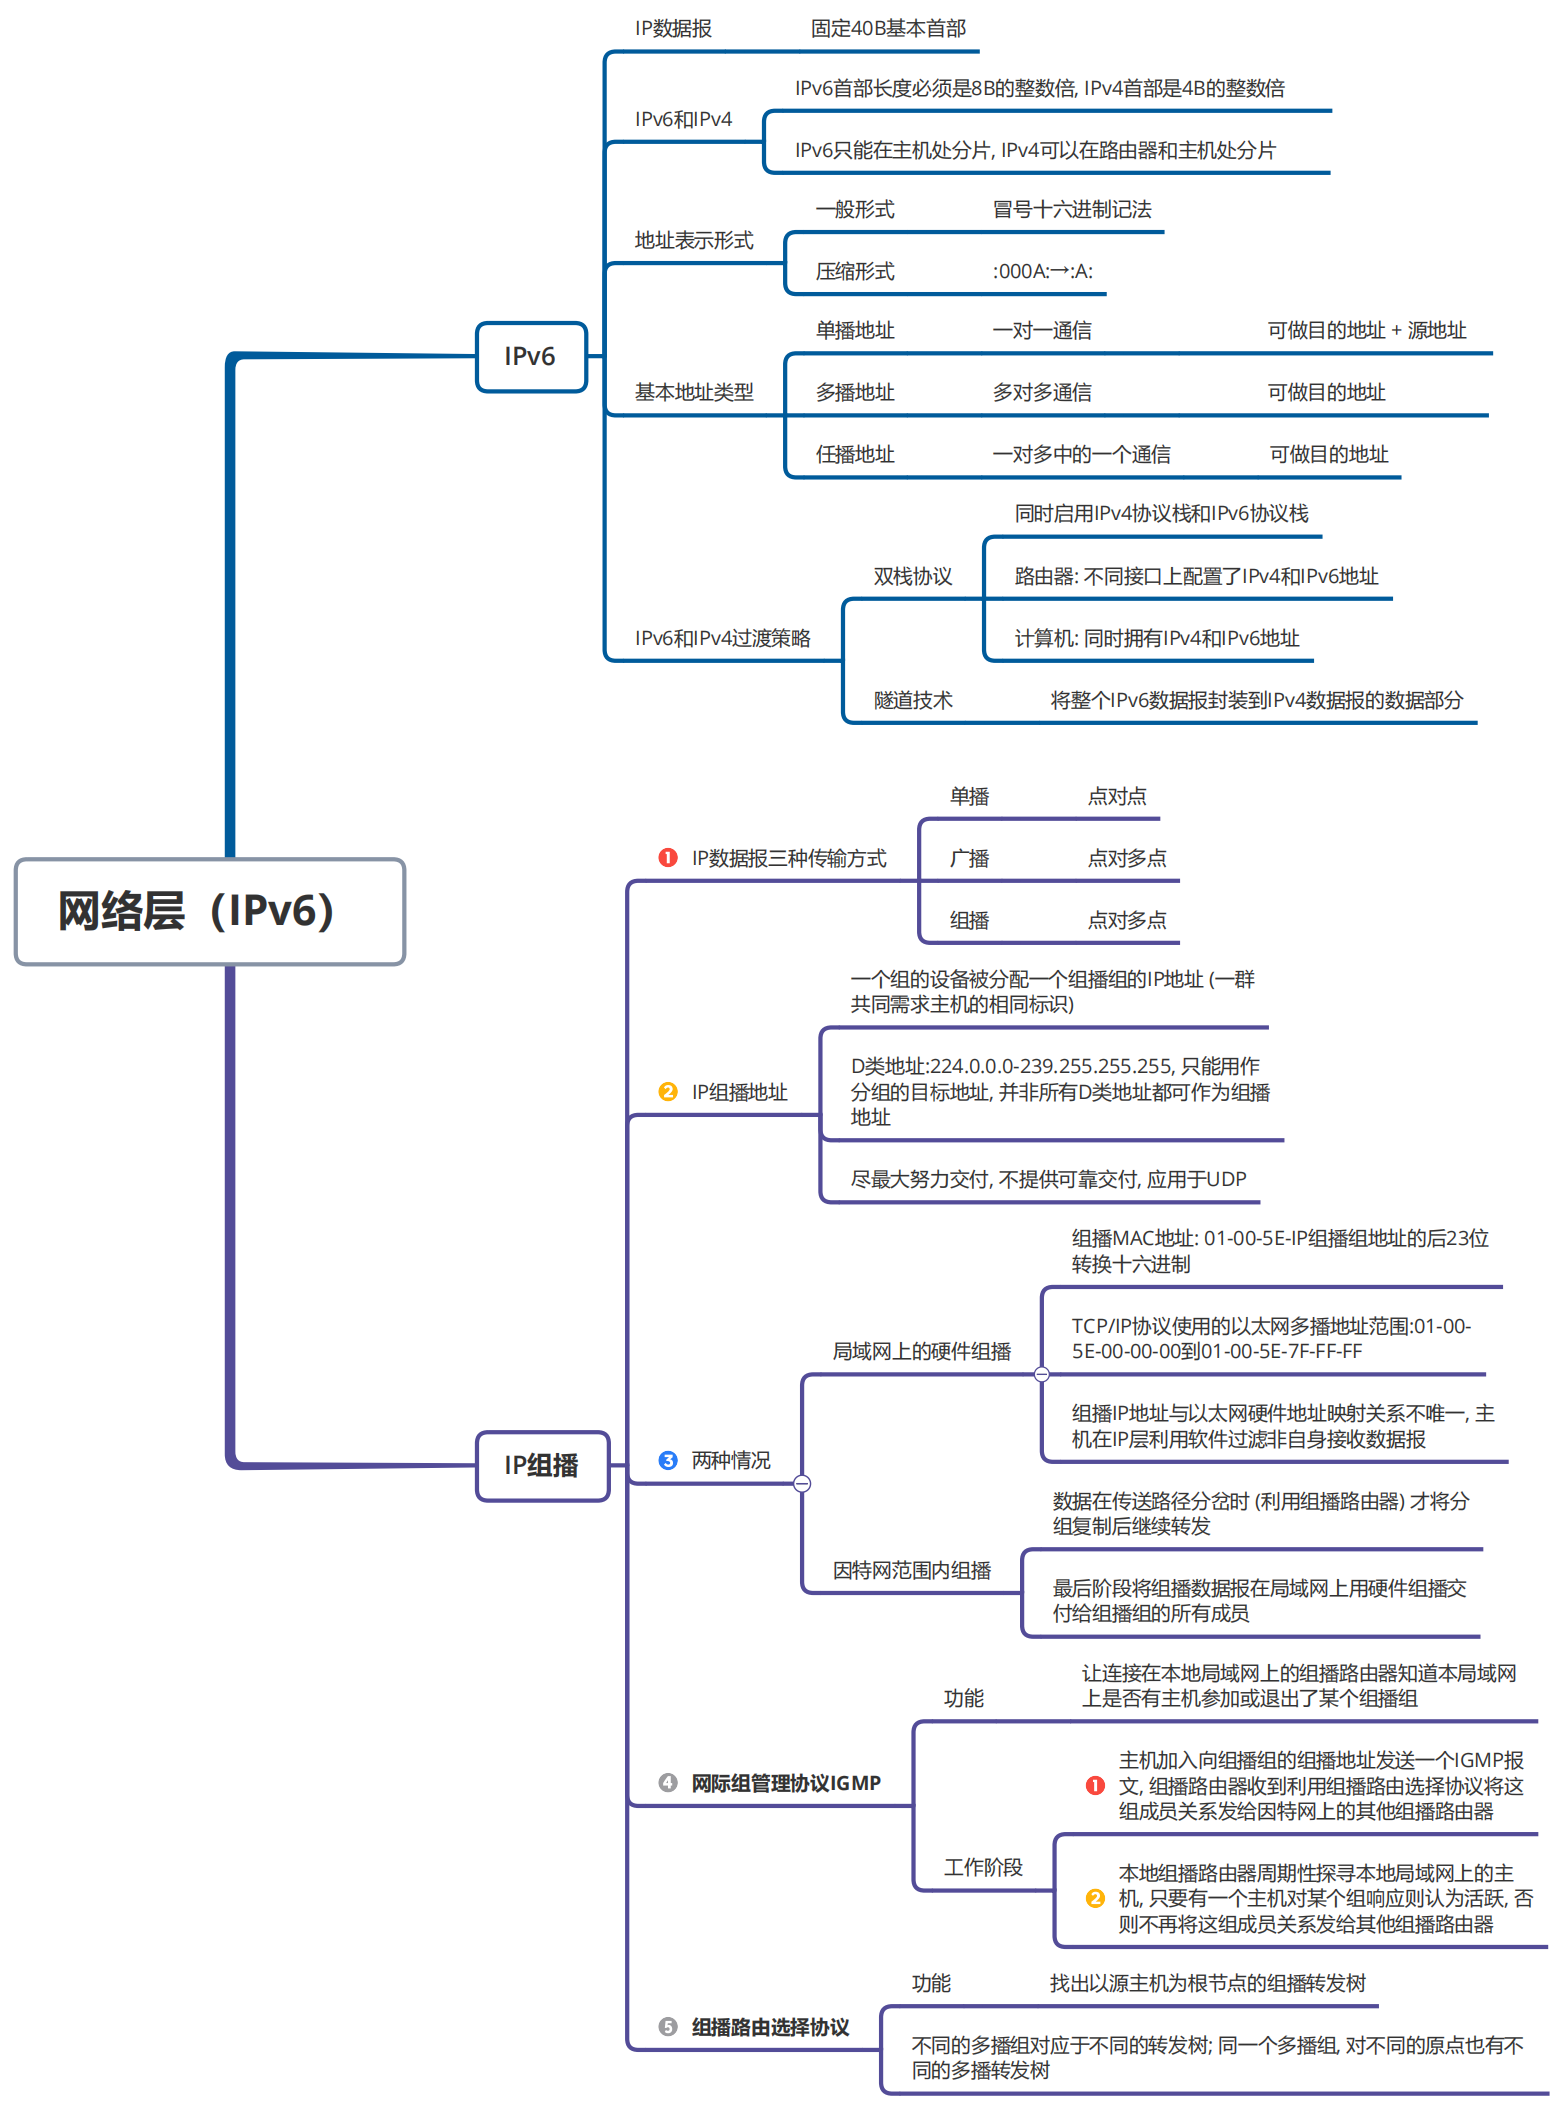 IP数据报
固定40B基本首部
IPv6首部长度必须是8B的整数倍, IPv4首部是4B的整数倍
IPv6和IPv4
IPv6只能在主机处分片, IPv4可以在路由器和主机处分片
一般形式
冒号十六进制记法
地址表示形式
压缩形式
:000A:→:A:
单播地址
一对一通信
可做目的地址 + 源地址
IPv6
基本地址类型
多播地址
多对多通信
可做目的地址
任播地址
一对多中的一个通信
可做目的地址
同时启用IPv4协议栈和IPv6协议栈
双栈协议
路由器: 不同接口上配置了IPv4和IPv6地址
IPv6和IPv4过渡策略
计算机: 同时拥有IPv4和IPv6地址
隧道技术
将整个IPv6数据报封装到IPv4数据报的数据部分
网络层（IPv6）
单播
点对点
1 IP数据报三种传输方式
广播
点对多点
组播
点对多点
一个组的设备被分配一个组播组的IP地址 (一群
共同需求主机的相同标识)
2 IP组播地址
D类地址:224.0.0.0-239.255.255.255, 只能用作
分组的目标地址, 并非所有D类地址都可作为组播
地址
尽最大努力交付, 不提供可靠交付, 应用于UDP
组播MAC地址: 01-00-5E-IP组播组地址的后23位
转换十六进制
局域网上的硬件组播
TCP/IP协议使用的以太网多播地址范围:01-00-
5E-00-00-00到01-00-5E-7F-FF-FF
组播IP地址与以太网硬件地址映射关系不唯一, 主
机在IP层利用软件过滤非自身接收数据报
IP组播
3 两种情况
数据在传送路径分岔时 (利用组播路由器) 才将分
组复制后继续转发
因特网范围内组播
最后阶段将组播数据报在局域网上用硬件组播交
付给组播组的所有成员
功能
让连接在本地局域网上的组播路由器知道本局域网
上是否有主机参加或退出了某个组播组
4 网际组管理协议IGMP
1 主机加入向组播组的组播地址发送一个IGMP报
文, 组播路由器收到利用组播路由选择协议将这
组成员关系发给因特网上的其他组播路由器
工作阶段
2 本地组播路由器周期性探寻本地局域网上的主
机, 只要有一个主机对某个组响应则认为活跃, 否
则不再将这组成员关系发给其他组播路由器
功能
找出以源主机为根节点的组播转发树
5 组播路由选择协议
不同的多播组对应于不同的转发树; 同一个多播组, 对不同的原点也有不
同的多播转发树